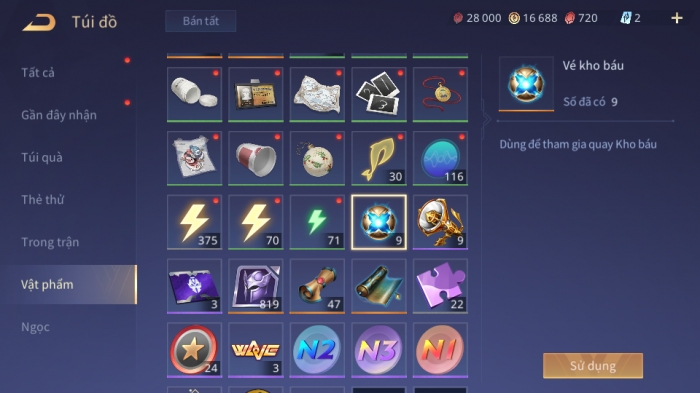 Túi đồ
Bán tất
28 000
16 688
720
2
Tất cả
Gần đây nhận
Túi quà
Thẻ thử
Trong trận
Vật phẩm
Ngọc
30
116
375
70
71
9
9
3
819
47
22
24
WAVE
3
N2
N3
N1
Vé kho báu
Số đã có 9
Dùng để tham gia quay Kho báu
Sử dụng